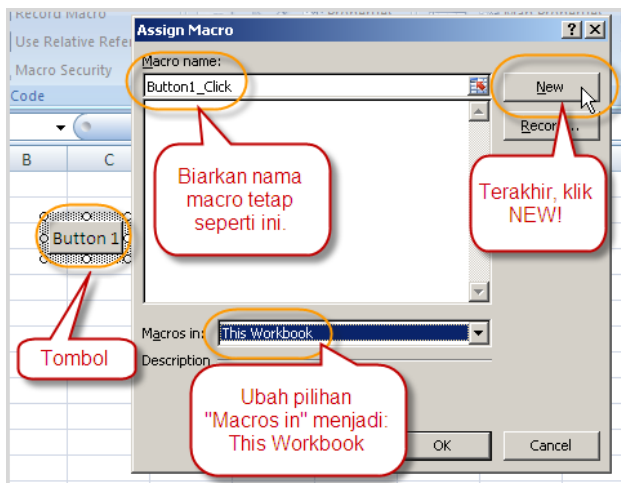 Record Macro
Use Relative Refe
Macro Security
Code
Assign Macro
Macro name:
Button1_Click
New
Record...
B C
Biarkan nama
macro tetap
seperti ini.
Terakhir, klik
NEW!
Button 1
Tombol
Macros in: This Workbook
Description
Ubah pilihan
"Macros in" menjadi:
This Workbook
OK
Cancel